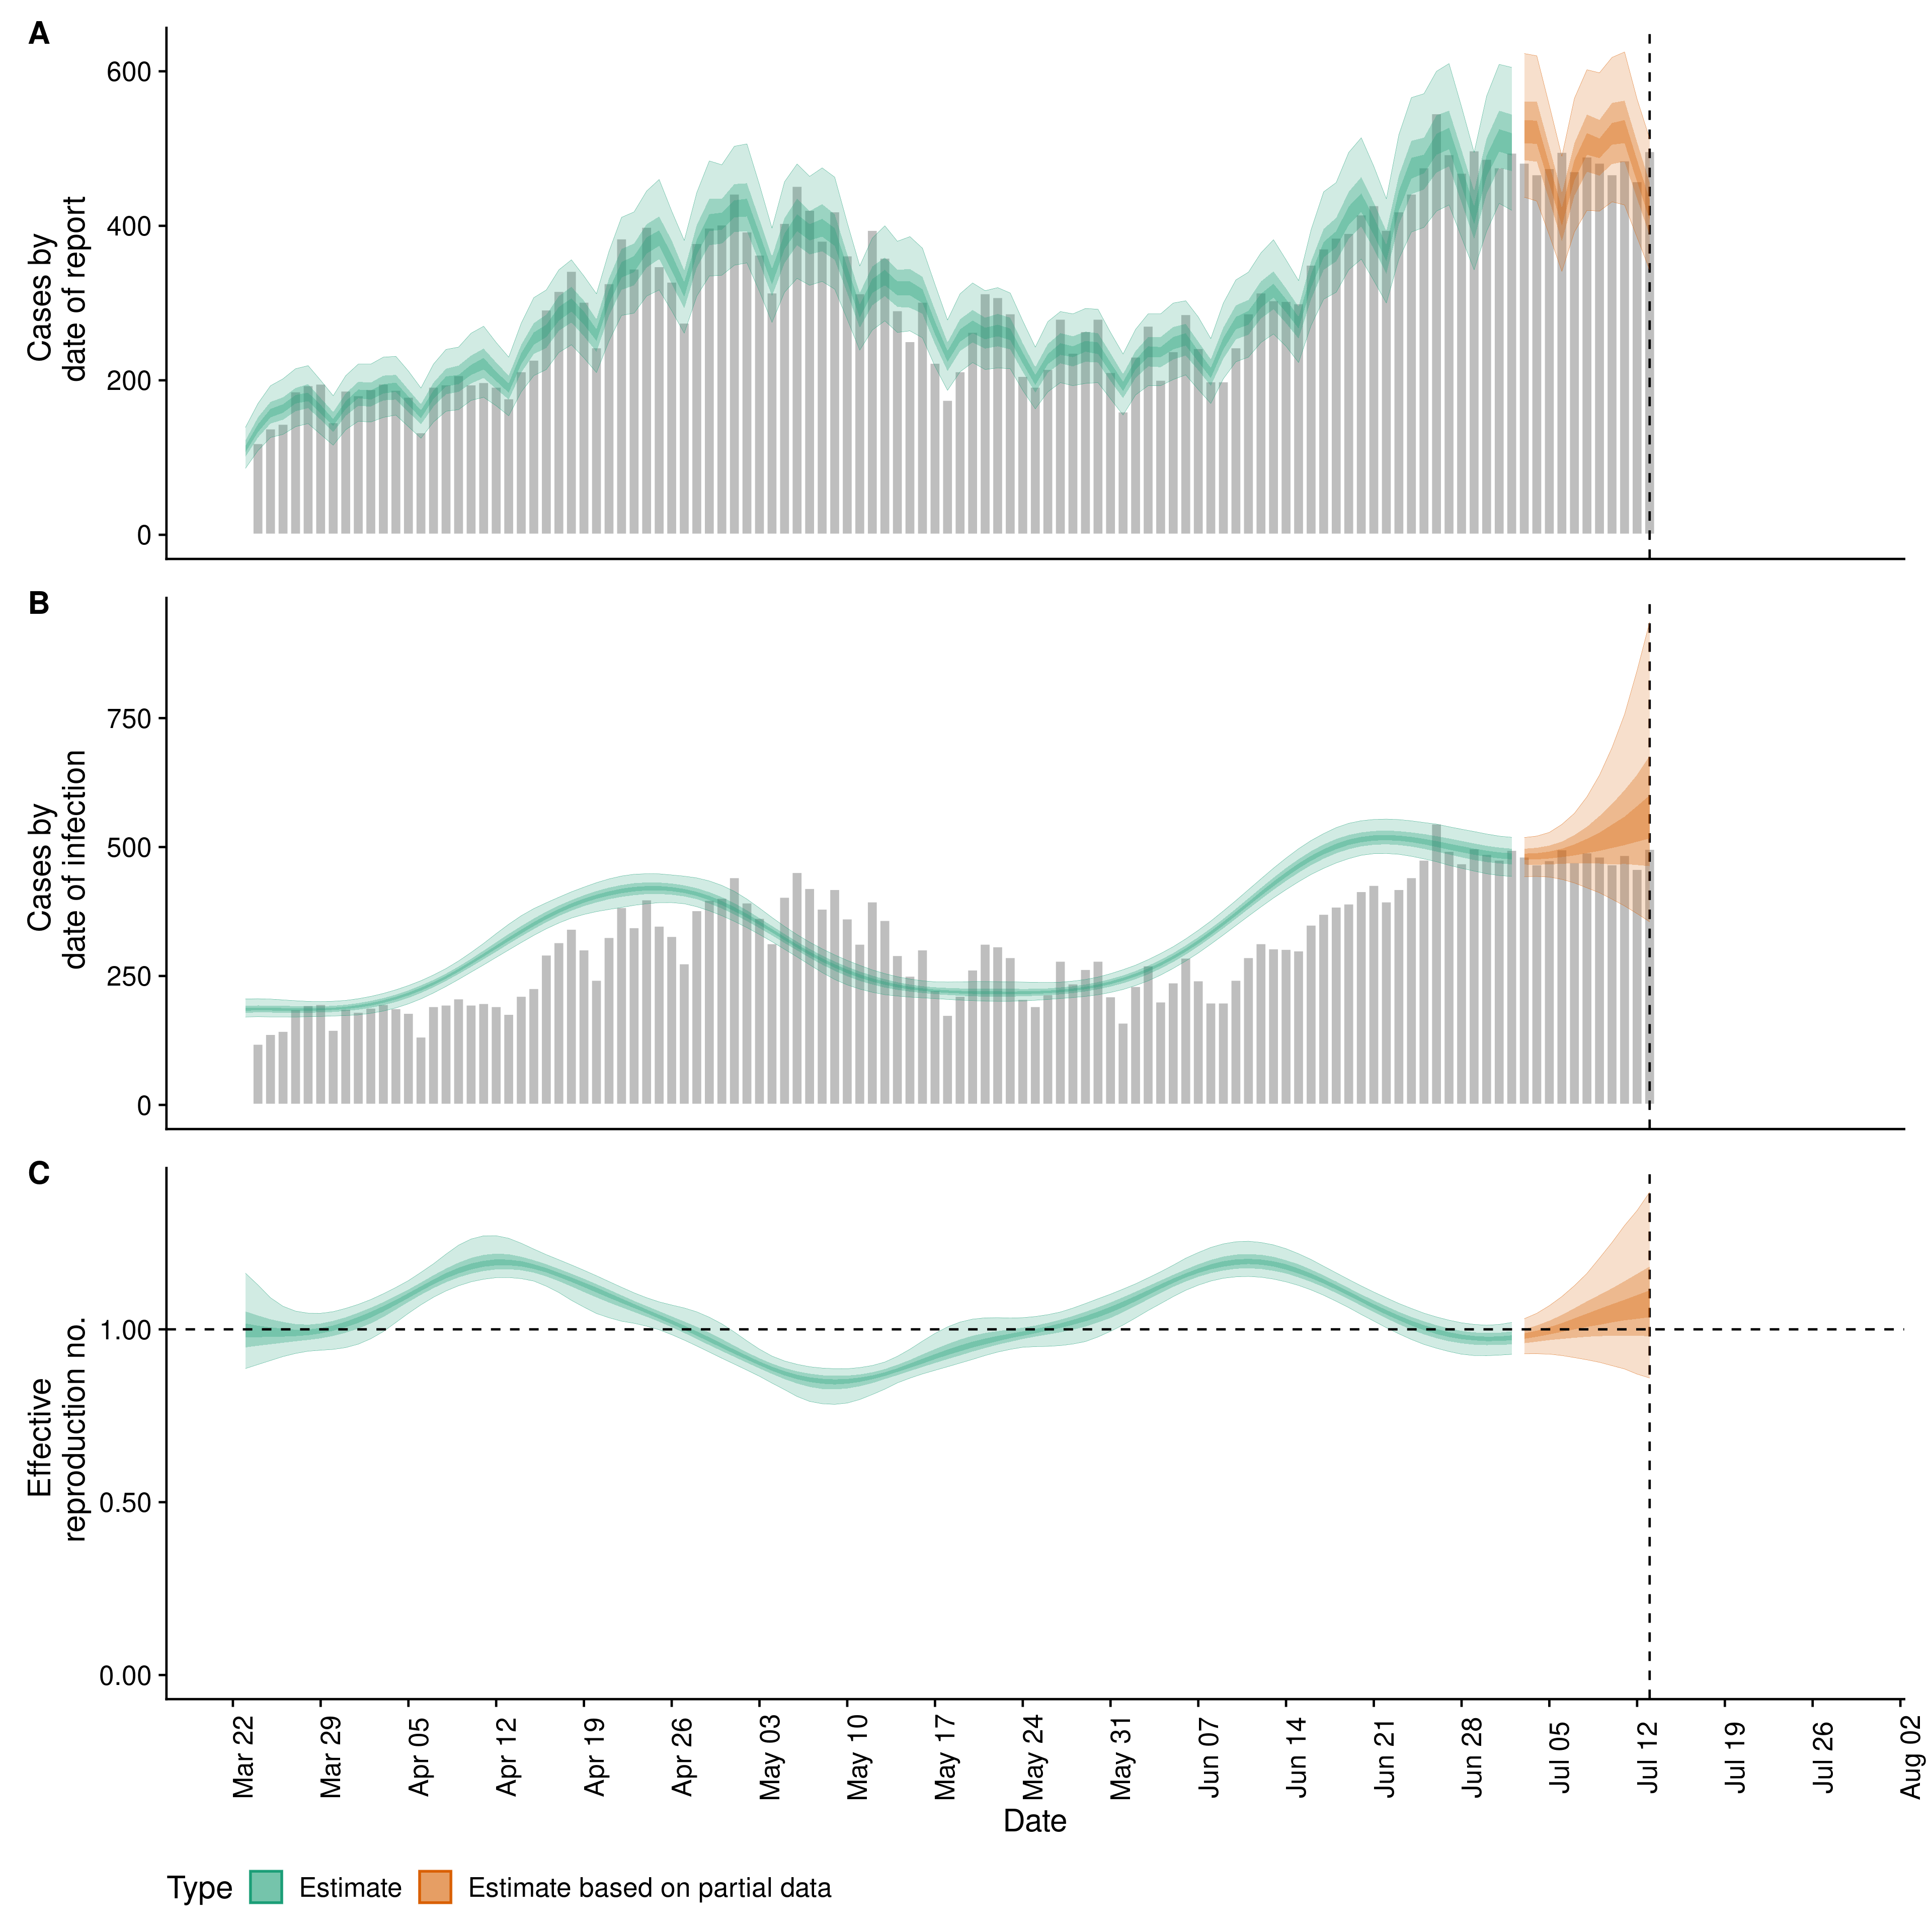 A
Cases by
date of report
600
400
200
0
B
Cases by
date of infection
750
500
250
0
C
Effective
reproduction no.
1.00
0.50
0.00
Mar 22
Mar 29
Apr 05
Apr 12
Apr 19
Apr 26
May 03
May 10
May 17
May 24
May 31
Jun 07
Jun 14
Jun 21
Jun 28
Jul 05
Jul 12
Jul 19
Jul 26
Aug 02
Date
Type Estimate Estimate based on partial data